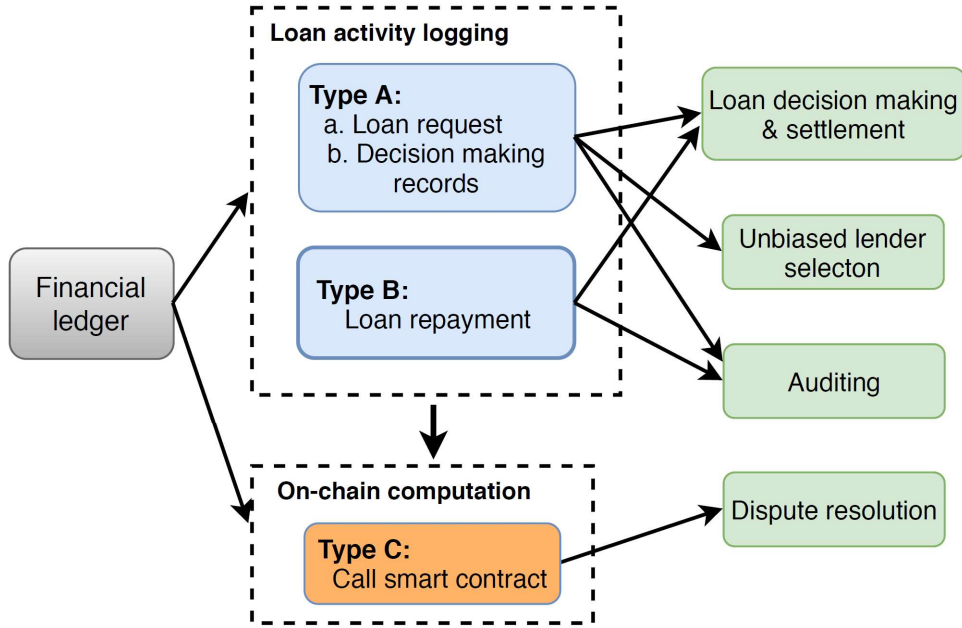 Loan activity logging
Type A:
a. Loan request
b. Decision making
records
Type B:
Loan repayment
Financial
ledger
On-chain computation
Type C:
Call smart contract
Loan decision making
& settlement
Unbiased lender
selecton
Auditing
Dispute resolution